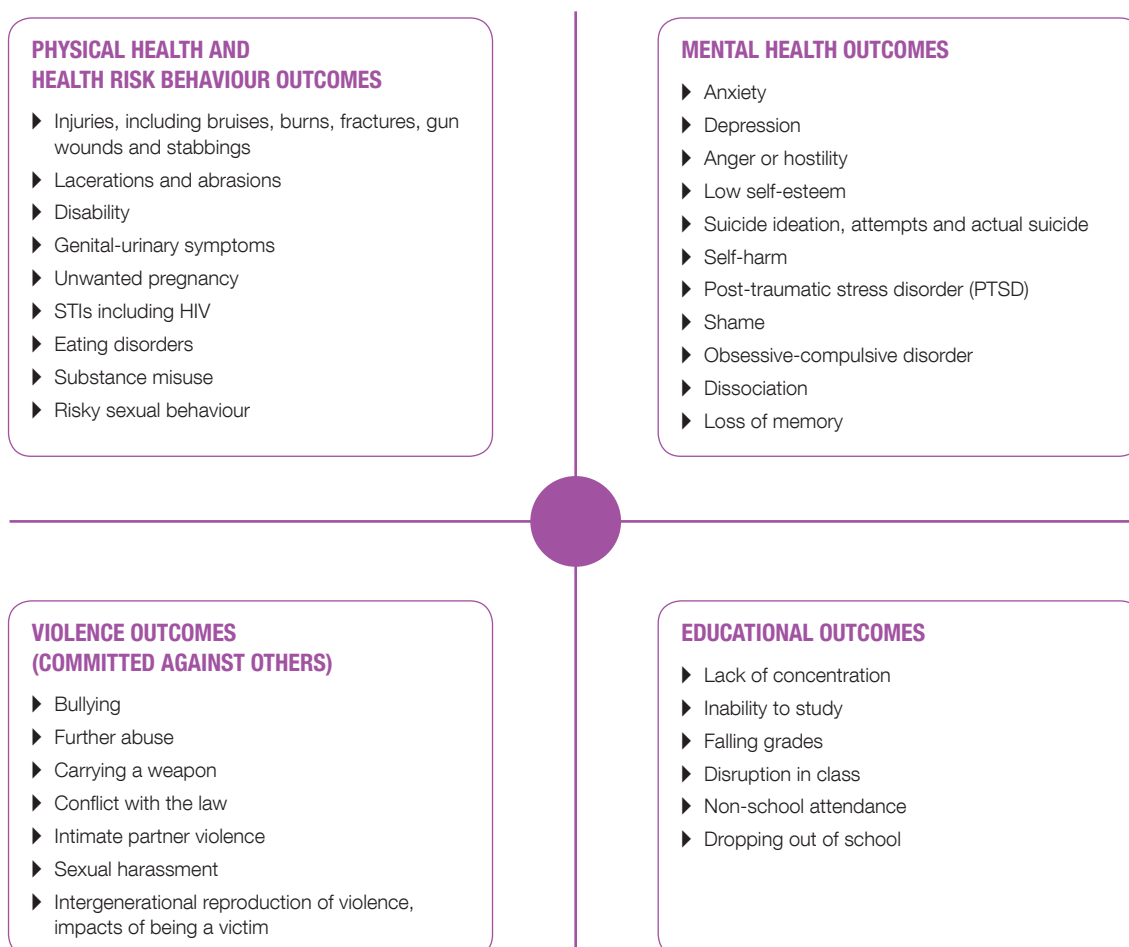 PHYSICAL HEALTH AND
HEALTH RISK BEHAVIOUR OUTCOMES
Injuries, including bruises, burns, fractures, gun
wounds and stabbings
Lacerations and abrasions
Disability
Genital-urinary symptoms
Unwanted pregnancy
STIs including HIV
Eating disorders
Substance misuse
Risky sexual behaviour
MENTAL HEALTH OUTCOMES
Anxiety
Depression
Anger or hostility
Low self-esteem
Suicide ideation, attempts and actual suicide
Self-harm
Post-traumatic stress disorder (PTSD)
Shame
Obsessive-compulsive disorder
Dissociation
Loss of memory
VIOLENCE OUTCOMES
(COMMITTED AGAINST OTHERS)
Bullying
Further abuse
Carrying a weapon
Conflict with the law
Intimate partner violence
Sexual harassment
Intergenerational reproduction of violence,
impacts of being a victim
EDUCATIONAL OUTCOMES
Lack of concentration
Inability to study
Falling grades
Disruption in class
Non-school attendance
Dropping out of school